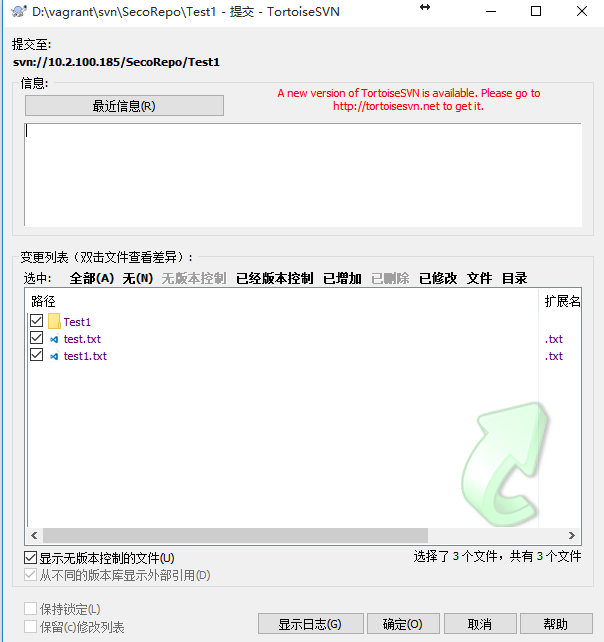 D:\vagrant\svn\SecoRepo\Test1 - 提交 - TortoiseSVN
提交至:
svn://10.2.100.185/SecoRepo/Test1
信息:
最近信息(R)
A new version of TortoiseSVN is available. Please go to
http://tortoisesvn.net to get it.
变更列表（双击文件查看差异）:
选中: 全部(A) 无(N) 无版本控制 已经版本控制 已增加 已删除 已修改 文件 目录
路径 扩展名
Test1
test.txt .txt
test1.txt .txt
显示无版本控制的文件(U) 选择了 3 个文件，共有 3 个文件
从不同的版本库显示外部引用(D)
保持锁定(L)
保留(c)修改列表
显示日志(G) 确定(O) 取消 帮助